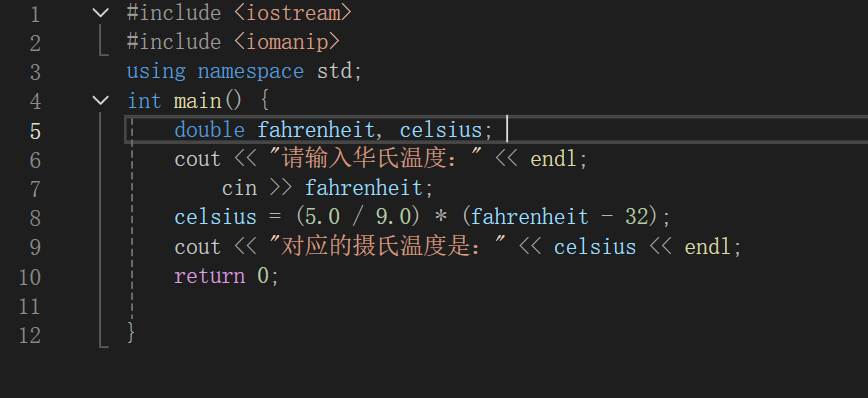 1 #include <iostream>
2 #include <iomanip>
3 using namespace std;
4 int main() {
5 double fahrenheit, celsius;
6 cout << "请输入华氏温度：" << endl;
7 cin >> fahrenheit;
8 celsius = (5.0 / 9.0) * (fahrenheit - 32);
9 cout << "对应的摄氏温度是：" << celsius << endl;
10 return 0;
11
12 }